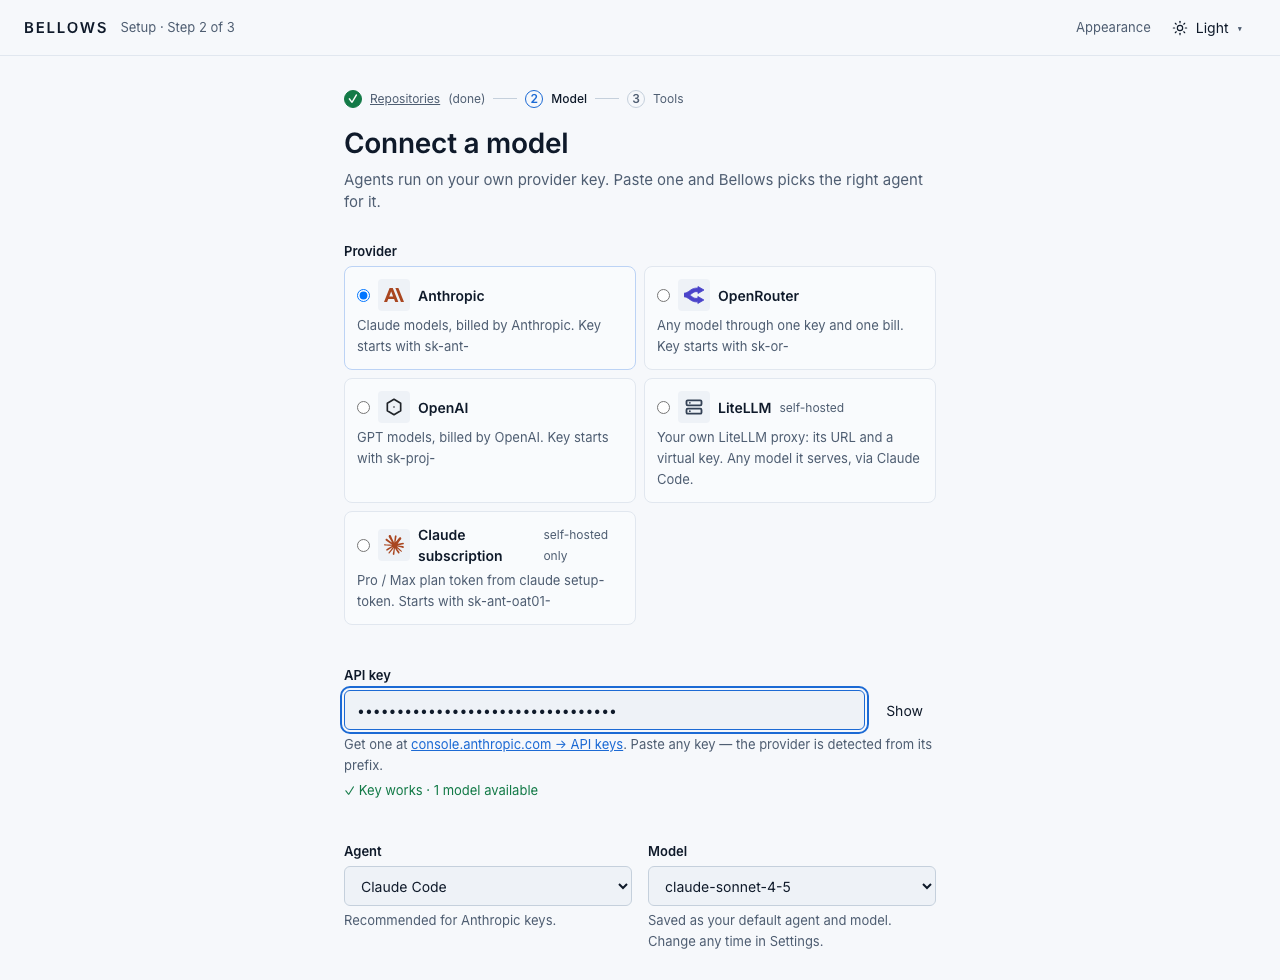 BELLOWS Setup · Step 2 of 3 Appearance Light ▾
✓ Repositories (done) 2 Model 3 Tools
Connect a model
Agents run on your own provider key. Paste one and Bellows picks the right agent
for it.
Provider
Anthropic
Claude models, billed by Anthropic. Key
starts with sk-ant-
OpenRouter
Any model through one key and one bill.
Key starts with sk-or-
OpenAI
GPT models, billed by OpenAI. Key starts
with sk-proj-
LiteLLM self-hosted
Your own LiteLLM proxy: its URL and a
virtual key. Any model it serves, via Claude
Code.
Claude subscription self-hosted only
Pro / Max plan token from claude setup-
token. Starts with sk-ant-oat01-
API key
••••••••••••••••••••••••••••••••• Show
Get one at console.anthropic.com → API keys. Paste any key — the provider is detected from its
prefix.
✓ Key works · 1 model available
Agent
Claude Code
Recommended for Anthropic keys.
Model
claude-sonnet-4-5
Saved as your default agent and model.
Change any time in Settings.